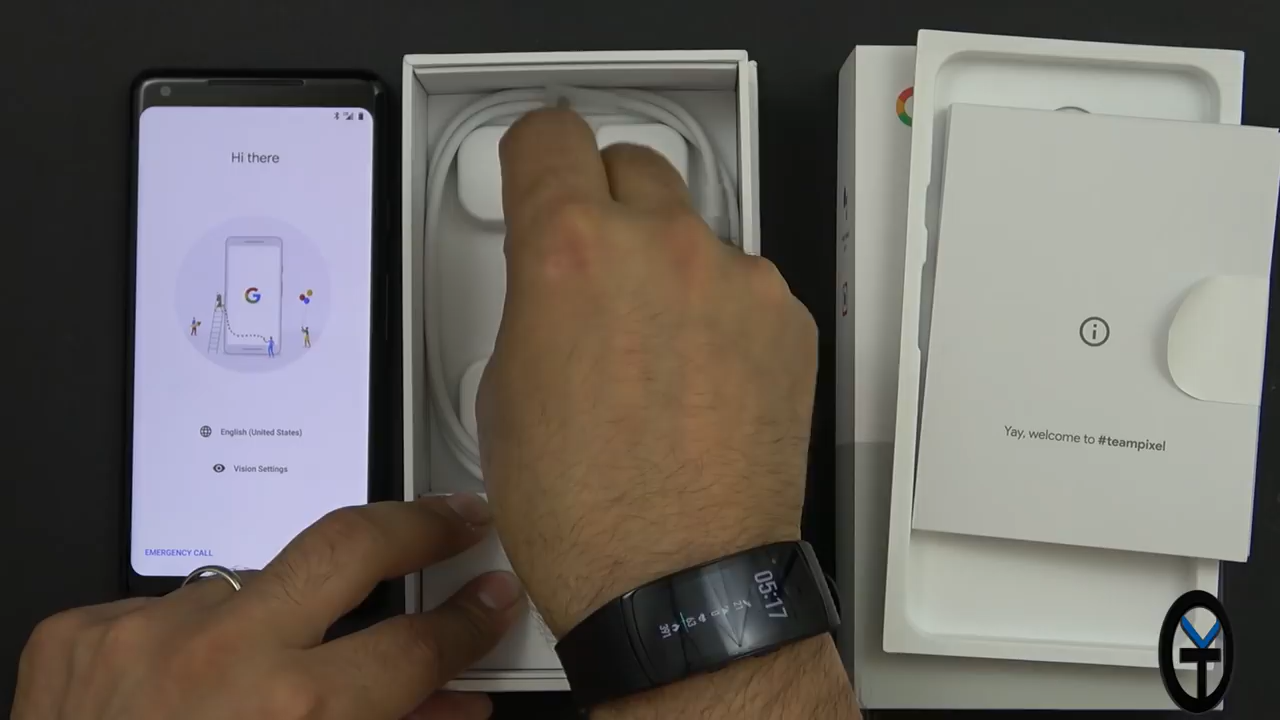 Hi there
G
English (United States)
Vision Settings
EMERGENCY CALL
Yay, welcome to #teampixel
05:17